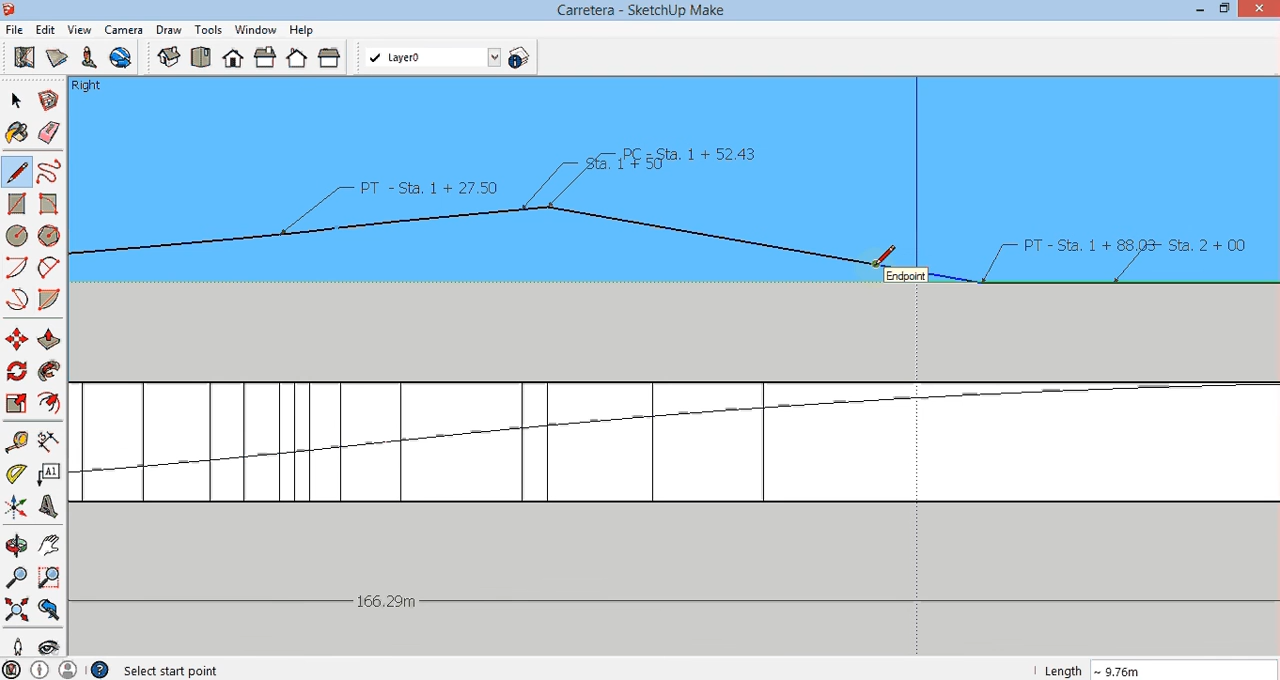 Carretera - SketchUp Make
File Edit View Camera Draw Tools Window Help
Layer0
Right
PC - Sta. 1 + 52.43
Sta. 1 + 50
PT - Sta. 1 + 27.50
PT - Sta. 1 + 88.03
Sta. 2 + 00
Endpoint
A1
166.29m
Select start point
Length
~ 9.76m